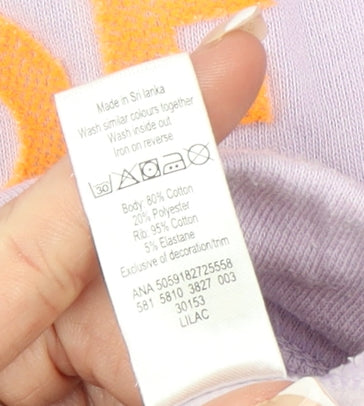 Made in Sri lanka
Wash similar colours together
Wash inside out
Iron on reverse
30
Body 80% Cotton
20% Polyester
Rib: 95% Cotton
5% Elastane
Exclusive of decoration/trim
ANA 5059182725558
581 5810 3827 003
30153
LILAC